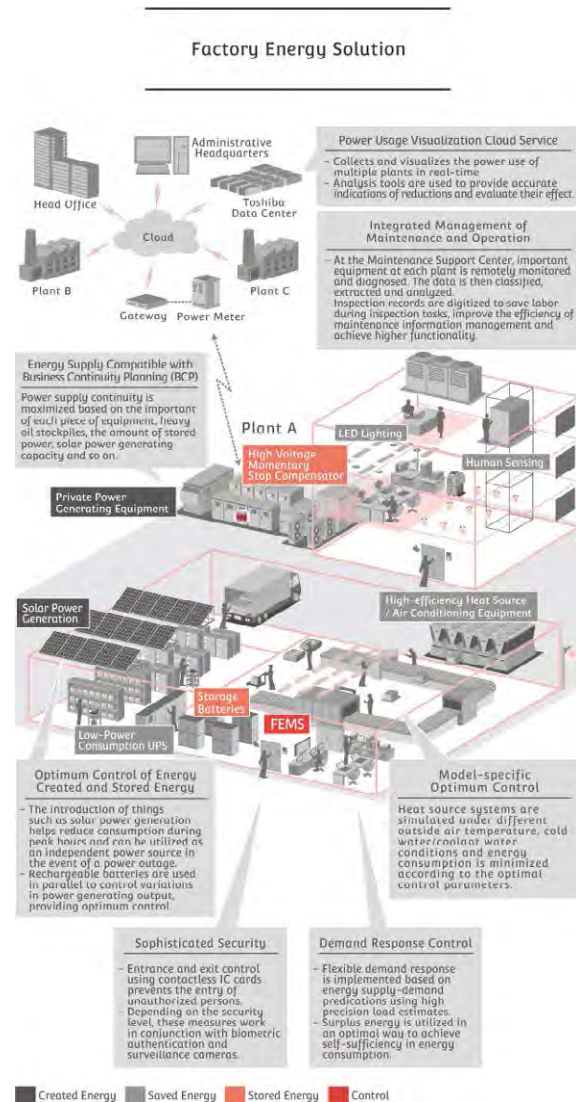 Factory Energy Solution
Administrative
Headquarters
Head Office
Toshiba
Data Center
Cloud
Plant B
Plant C
Gateway
Power Meter
Power Usage Visualization Cloud Service
– Collects and visualizes the power use of
multiple plants in real-time
– Analysis tools are used to provide accurate
indications of reductions and evaluate their effect.
Integrated Management of
Maintenance and Operation
– At the Maintenance Support Center, important
equipment at each plant is remotely monitored
and diagnosed. The data is then classified,
extracted and analyzed.
Inspection records are digitized to save labor
during inspection tasks, improve the efficiency of
maintenance information management and
achieve higher functionality.
Energy Supply Compatible with
Business Continuity Planning (BCP)
Power supply continuity is
maximized based on the important
of each piece of equipment, heavy
oil stockpiles, the amount of stored
power, solar power generating
capacity and so on.
Plant A
High Voltage
Momentary
Stop Compensator
LED Lighting
Human Sensing
Private Power
Generating Equipment
Solar Power
Generation
High-efficiency Heat Source
/ Air Conditioning Equipment
Storage
Batteries
FEMS
Low-Power
Consumption UPS
Optimum Control of Energy
Created and Stored Energy
– The introduction of things
such as solar power generation
helps reduce consumption during
peak hours and can be utilized as
an independent power source in
the event of a power outage.
– Rechargeable batteries are used
in parallel to control variations
in power generating output,
providing optimum control
Model-specific
Optimum Control
Heat source systems are
simulated under different
outside air temperature, cold
water/coolant water
conditions and energy
consumption is minimized
according to the optimal
control parameters.
Sophisticated Security
– Entrance and exit control
using contactless IC cards
prevents the entry of
unauthorized persons.
– Depending on the security
level, these measures work
in conjunction with biometric
authentication and
surveillance cameras.
Demand Response Control
– Flexible demand response
is implemented based on
energy supply-demand
predications using high
precision load estimates.
– Surplus energy is utilized in
an optimal way to achieve
self-sufficiency in energy
consumption.
Created Energy
Saved Energy
Stored Energy
Control